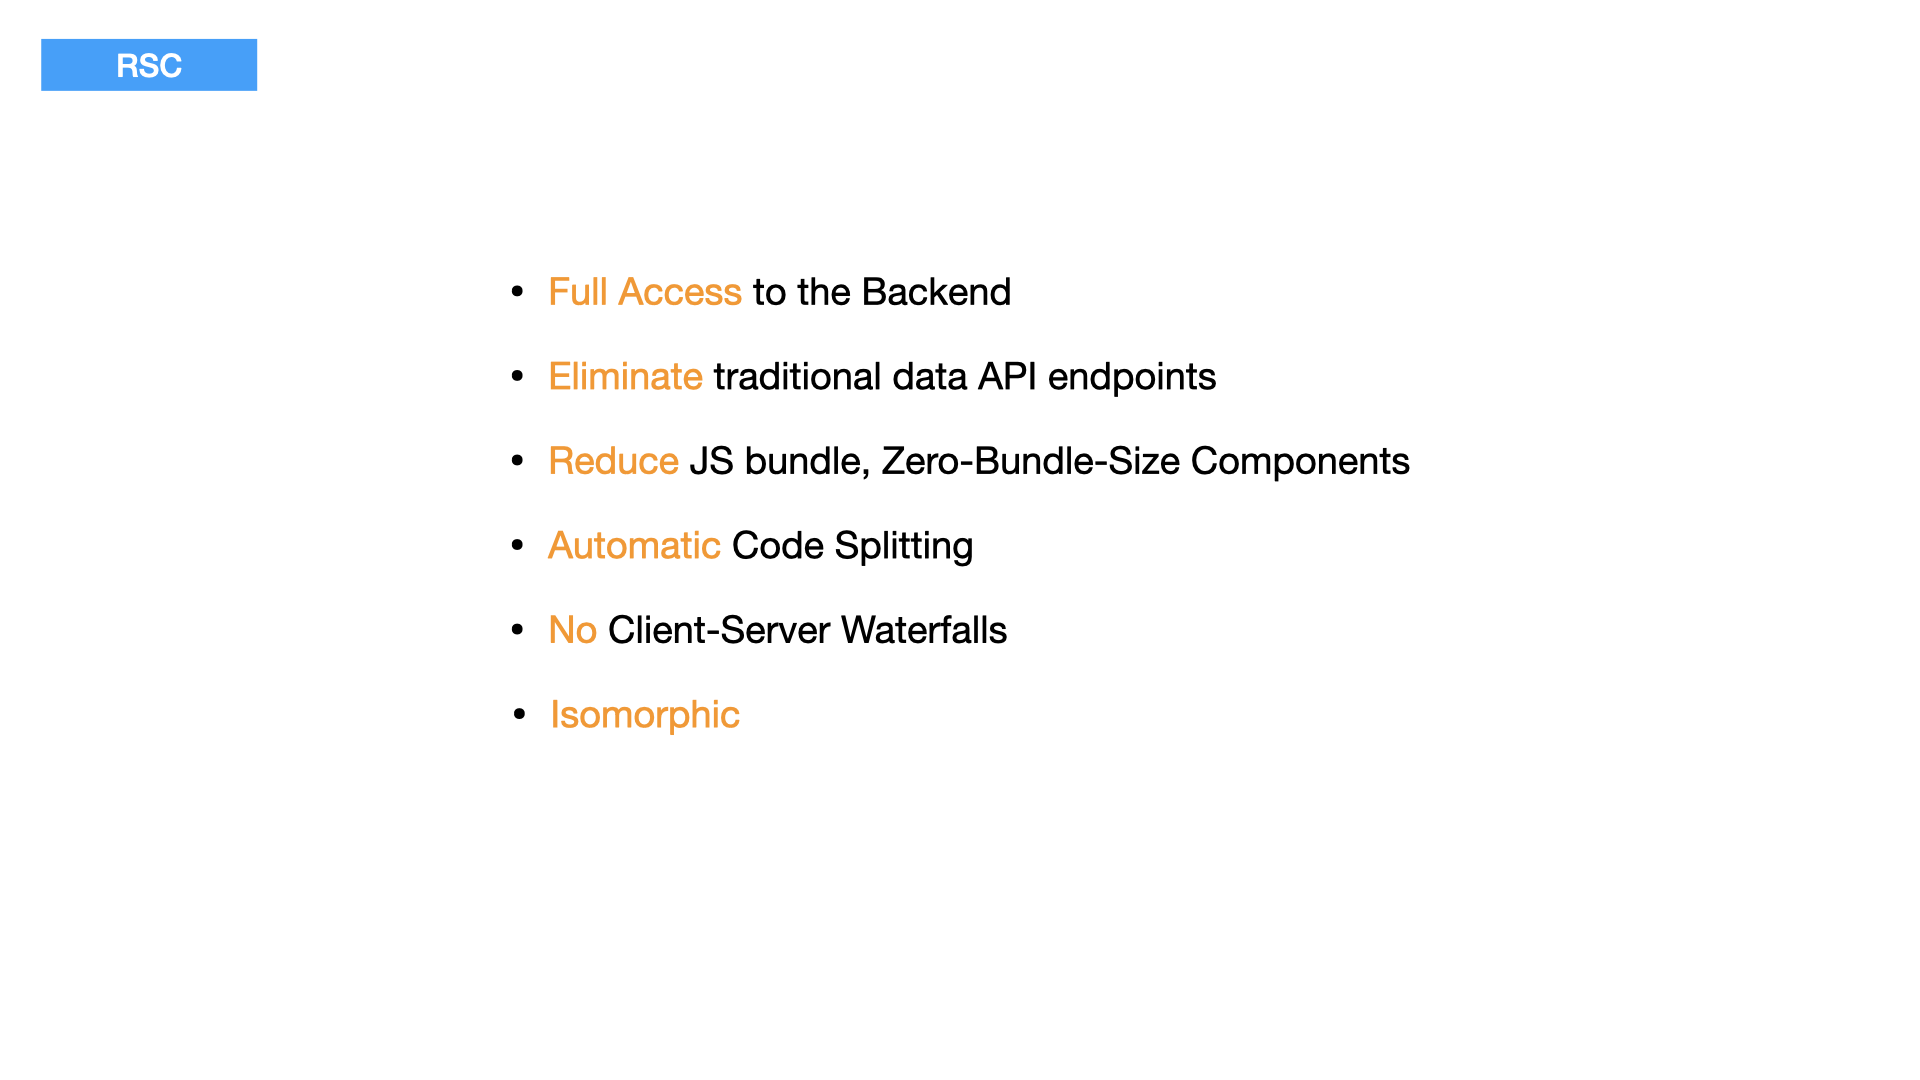 RSC
• Full Access to the Backend
• Eliminate traditional data API endpoints
• Reduce JS bundle, Zero-Bundle-Size Components
• Automatic Code Splitting
• No Client-Server Waterfalls
• Isomorphic